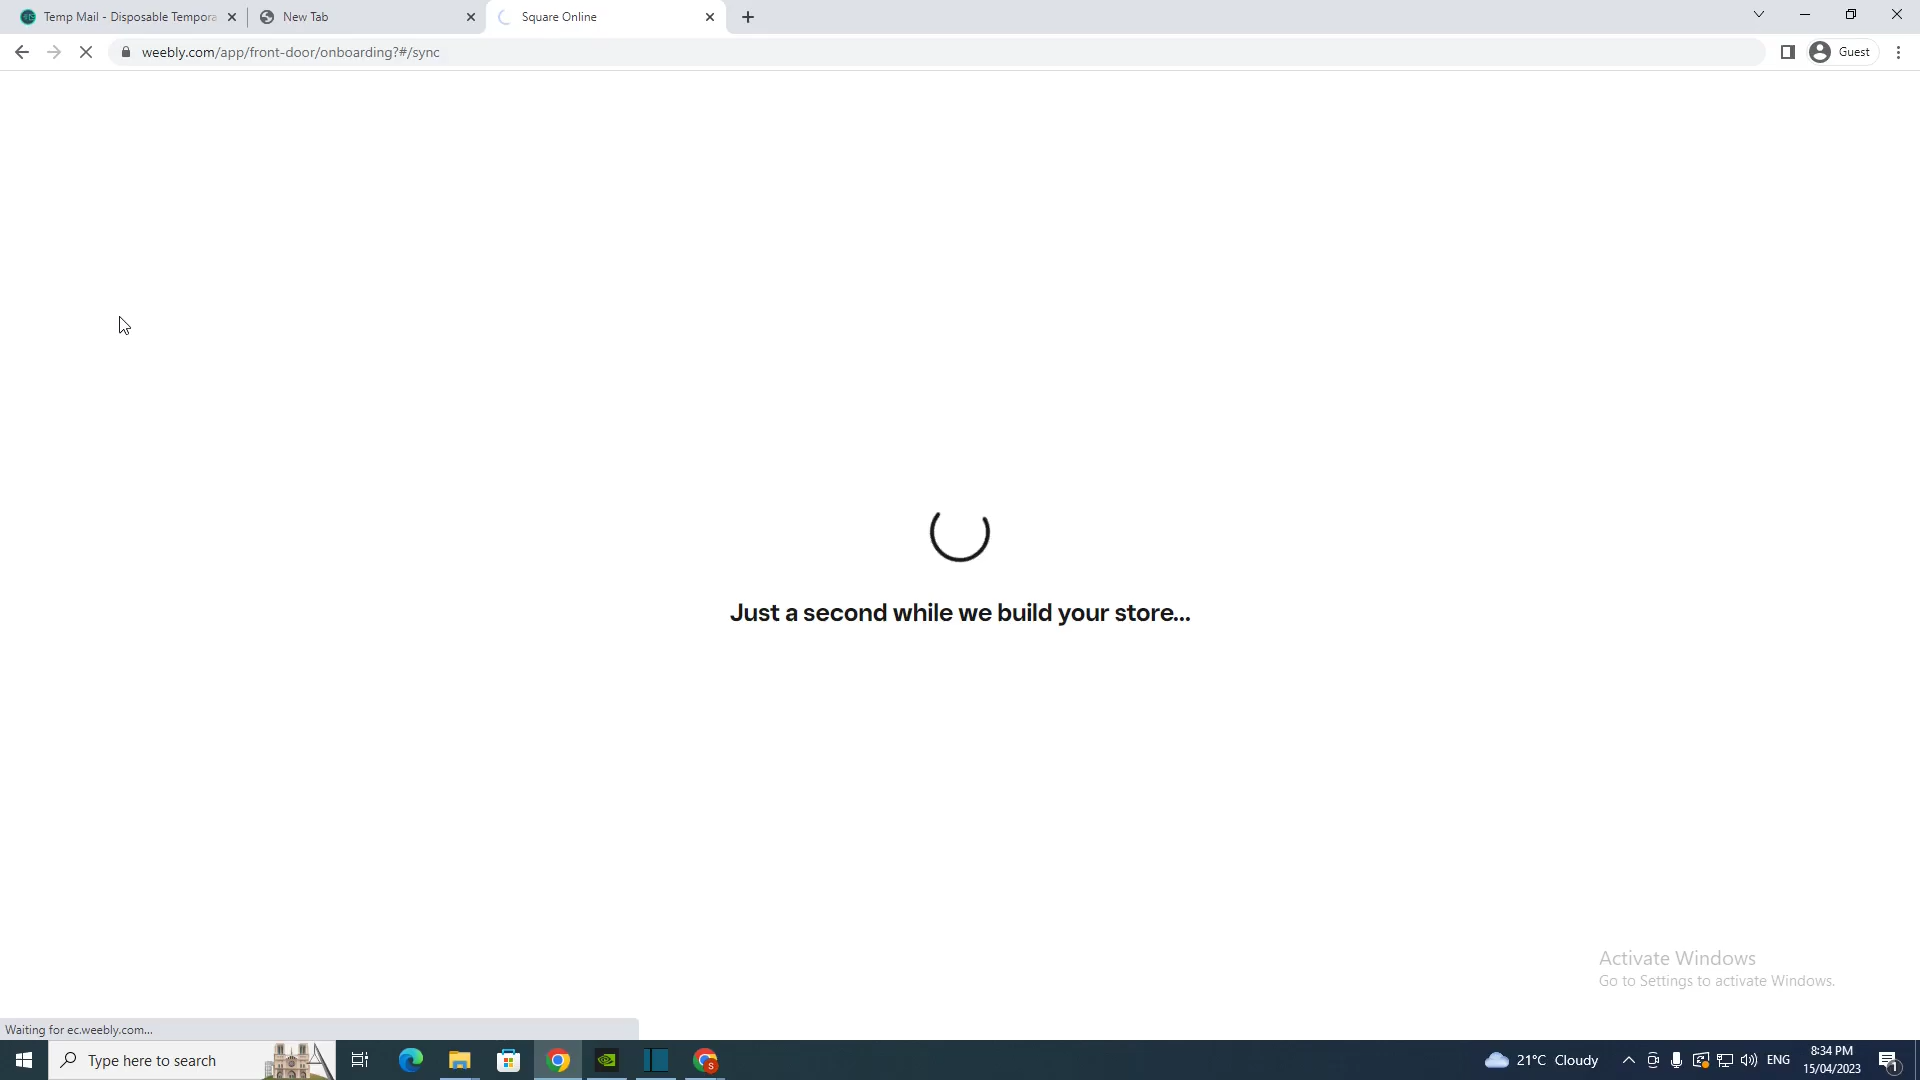 Temp Mail - Disposable Tempora
New Tab
Square Online
weebly.com/app/front-door/onboarding?#/sync
Guest
Just a second while we build your store...
Activate Windows
Go to Settings to activate Windows.
Waiting for ec.weebly.com...
Type here to search
21°C Cloudy
ENG
8:34 PM
15/04/2023
1